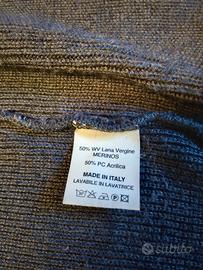 50% WV Lana Vergine
MERINOS
50% PC Acrilica
MADE IN ITALY
LAVABILE IN LAVATRICE
subito